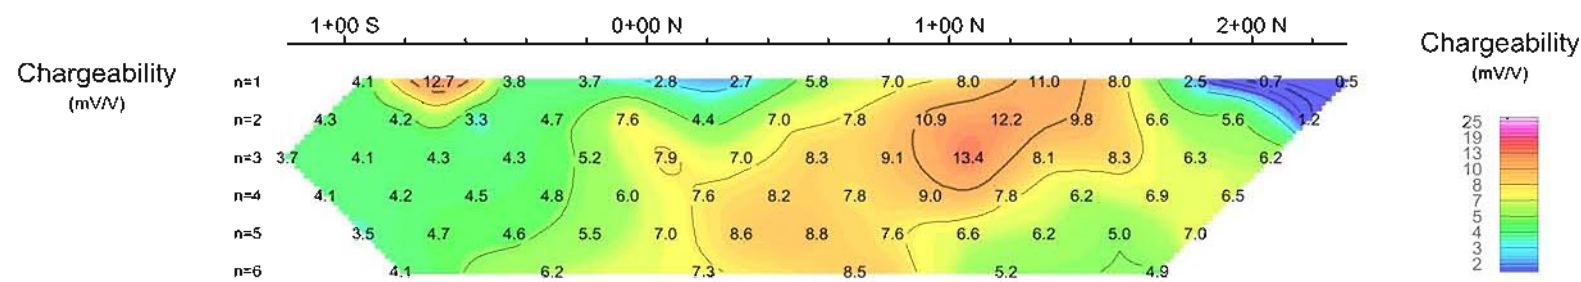 1+00 S 0+00 N 1+00 N 2+00 N
Chargeability
(mV/V)
Chargeability
(mV/V)
n=1 4.1 12.7 3.8 3.7 2.8 2.7 5.8 7.0 8.0 11.0 8.0 2.5 0.7 0.5
n=2 4.3 4.2 3.3 4.7 7.6 4.4 7.0 7.8 10.9 12.2 9.8 6.6 5.6 1.2
n=3 3.7 4.1 4.3 4.3 5.2 7.9 7.0 8.3 9.1 13.4 8.1 8.3 6.3 6.2
n=4 4.1 4.2 4.5 4.8 6.0 7.6 8.2 7.8 9.0 7.8 6.2 6.9 6.5
n=5 3.5 4.7 4.6 5.5 7.0 8.6 8.8 7.6 6.6 6.2 5.0 7.0
n=6 4.1 6.2 7.3 8.5 5.2 4.9
25
19
13
10
8
7
5
4
3
2